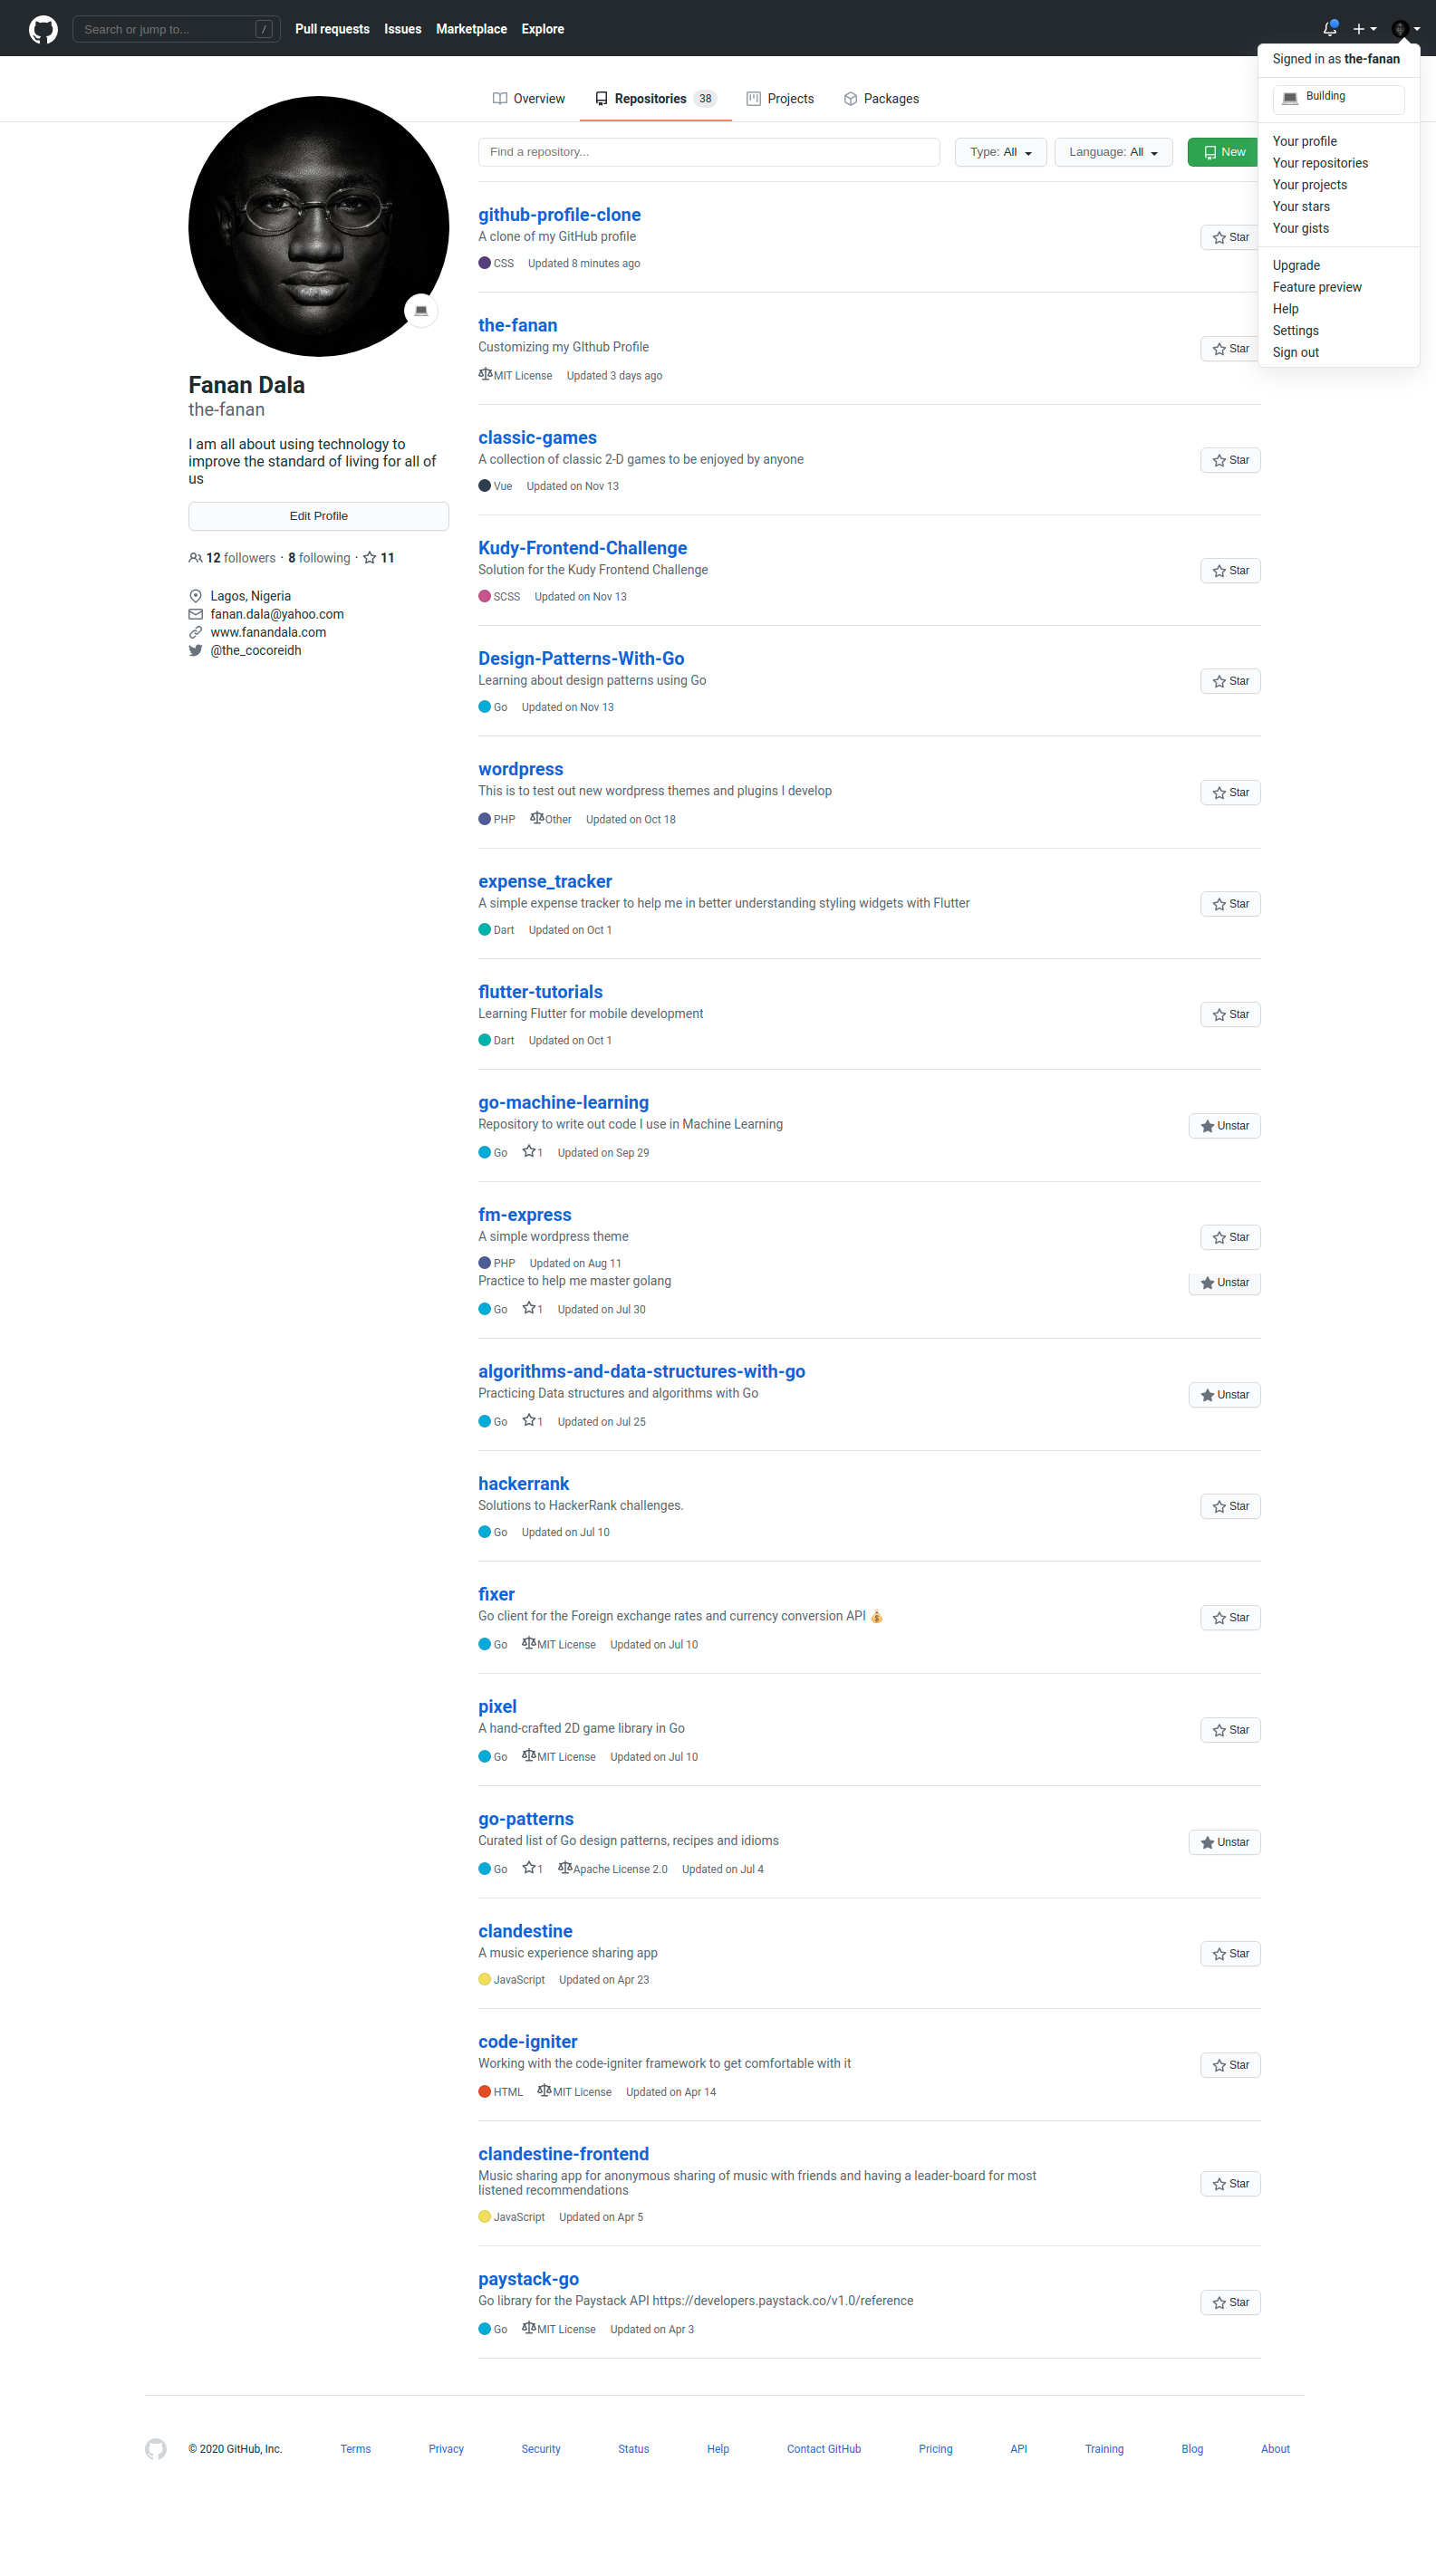 Search or jump to... / Pull requests Issues Marketplace Explore
Signed in as the-fanan
Building
Your profile
Your repositories
Your projects
Your stars
Your gists
Upgrade
Feature preview
Help
Settings
Sign out
Overview Repositories 38 Projects Packages
Fanan Dala
the-fanan
I am all about using technology to
improve the standard of living for all of
us
Edit Profile
12 followers · 8 following · 11
Lagos, Nigeria
fanan.dala@yahoo.com
www.fanandala.com
@the_cocoreidh
Find a repository... Type: All Language: All New
github-profile-clone
A clone of my GitHub profile
Star
CSS Updated 8 minutes ago
the-fanan
Customizing my GIthub Profile
Star
MIT License Updated 3 days ago
classic-games
A collection of classic 2-D games to be enjoyed by anyone
Star
Vue Updated on Nov 13
Kudy-Frontend-Challenge
Solution for the Kudy Frontend Challenge
Star
SCSS Updated on Nov 13
Design-Patterns-With-Go
Learning about design patterns using Go
Star
Go Updated on Nov 13
wordpress
This is to test out new wordpress themes and plugins I develop
Star
PHP Other Updated on Oct 18
expense_tracker
A simple expense tracker to help me in better understanding styling widgets with Flutter
Star
Dart Updated on Oct 1
flutter-tutorials
Learning Flutter for mobile development
Star
Dart Updated on Oct 1
go-machine-learning
Repository to write out code I use in Machine Learning
Unstar
Go 1 Updated on Sep 29
fm-express
A simple wordpress theme
Star
PHP Updated on Aug 11
Practice to help me master golang
Unstar
Go 1 Updated on Jul 30
algorithms-and-data-structures-with-go
Practicing Data structures and algorithms with Go
Unstar
Go 1 Updated on Jul 25
hackerrank
Solutions to HackerRank challenges.
Star
Go Updated on Jul 10
fixer
Go client for the Foreign exchange rates and currency conversion API 💰
Star
Go MIT License Updated on Jul 10
pixel
A hand-crafted 2D game library in Go
Star
Go MIT License Updated on Jul 10
go-patterns
Curated list of Go design patterns, recipes and idioms
Unstar
Go 1 Apache License 2.0 Updated on Jul 4
clandestine
A music experience sharing app
Star
JavaScript Updated on Apr 23
code-igniter
Working with the code-igniter framework to get comfortable with it
Star
HTML MIT License Updated on Apr 14
clandestine-frontend
Music sharing app for anonymous sharing of music with friends and having a leader-board for most
listened recommendations
Star
JavaScript Updated on Apr 5
paystack-go
Go library for the Paystack API https://developers.paystack.co/v1.0/reference
Star
Go MIT License Updated on Apr 3
© 2020 GitHub, Inc. Terms Privacy Security Status Help Contact GitHub Pricing API Training Blog About